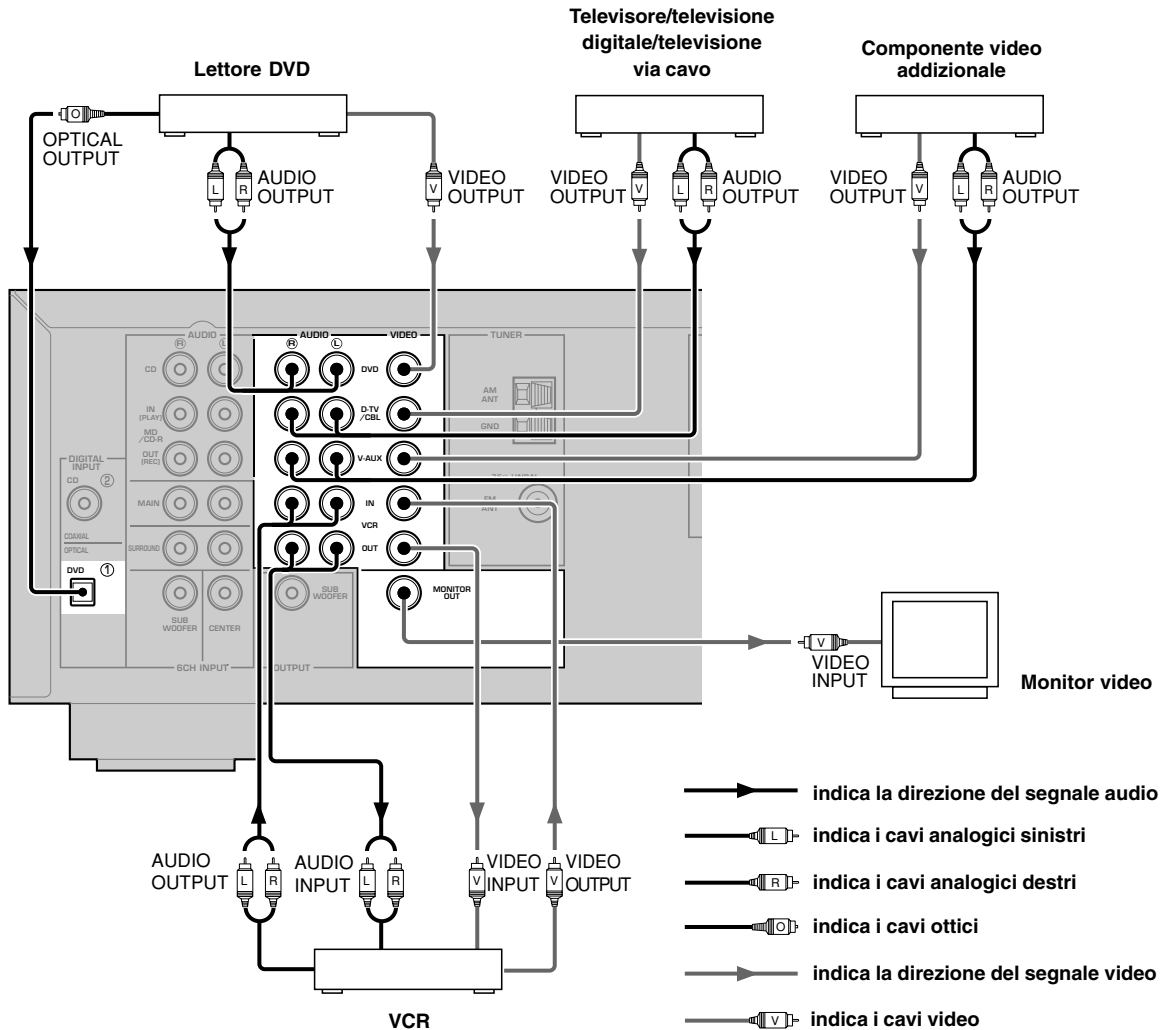 Televisore/televisione
digitale/televisione
via cavo
Componente video
addizionale
Lettore DVD
O
OPTICAL
OUTPUT
L R AUDIO
OUTPUT
V VIDEO
OUTPUT
VIDEO
OUTPUT V
L R AUDIO
OUTPUT
VIDEO
OUTPUT V
L R AUDIO
OUTPUT
AUDIO
R L
AUDIO
R L
VIDEO
TUNER
CD
DVD
AM
ANT
GND
IN
(PLAY)
MD
/CD-R
OUT
(REC)
D-TV
/CBL
V-AUX
DIGITAL
INPUT
CD ②
COAXIAL
OPTICAL
DVD ①
MAIN
IN
VCR
OUT
FM
ANT
SURROUND
SUB
WOOFER
CENTER
SUB
WOOFER
MONITOR
OUT
6CH INPUT
OUTPUT
V
VIDEO
INPUT
Monitor video
indica la direzione del segnale audio
L indica i cavi analogici sinistri
R indica i cavi analogici destri
O indica i cavi ottici
indica la direzione del segnale video
V indica i cavi video
AUDIO
OUTPUT L R
AUDIO
INPUT L R
V VIDEO
INPUT
V VIDEO
OUTPUT
VCR